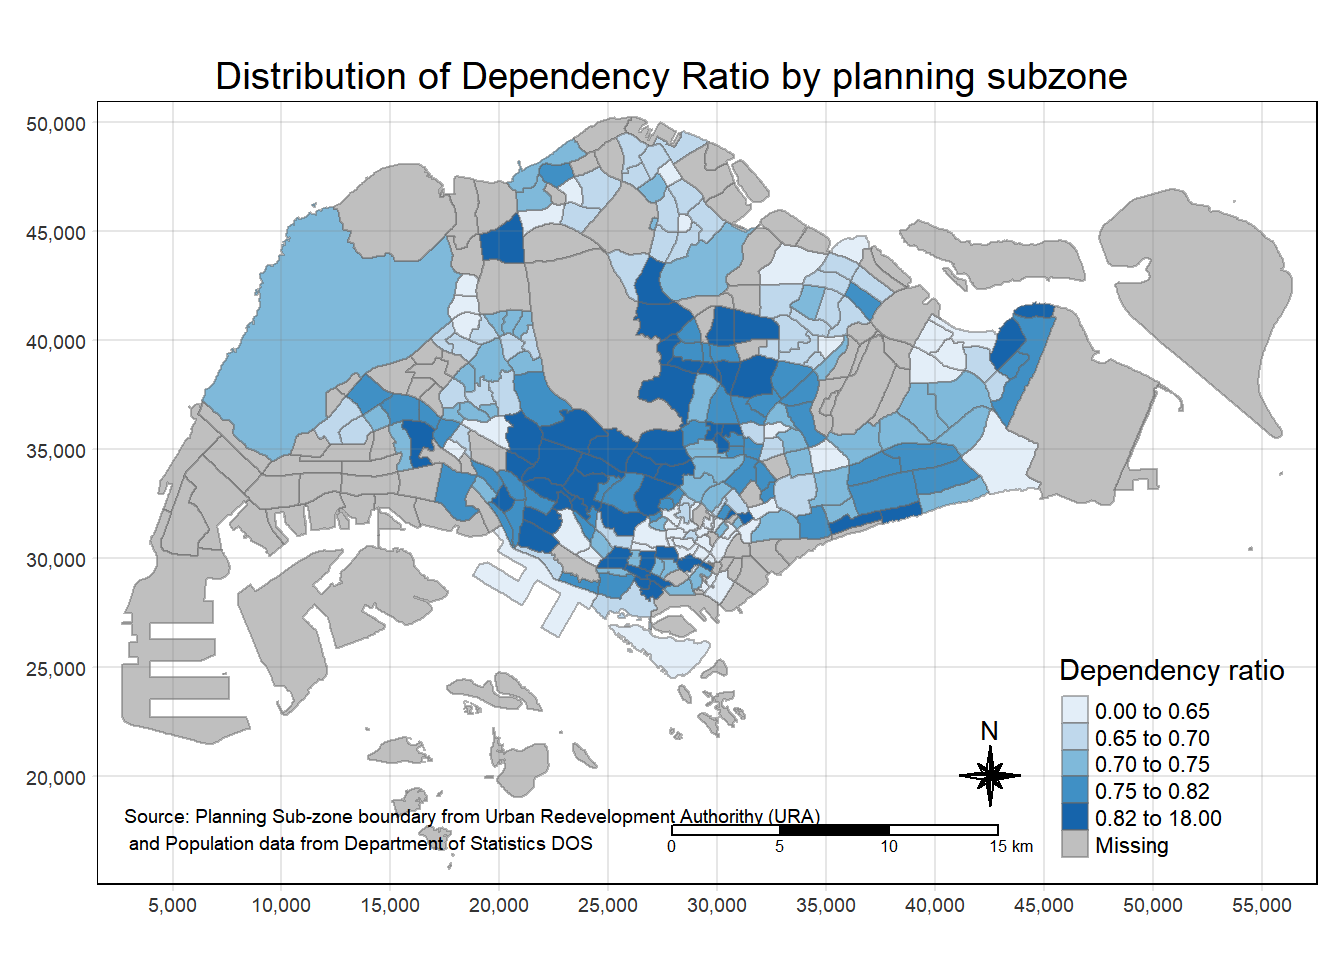 Distribution of Dependency Ratio by planning subzone
50,000
45,000
40,000
35,000
30,000
25,000
20,000
Dependency ratio
0.00 to 0.65
0.65 to 0.70
0.70 to 0.75
0.75 to 0.82
0.82 to 18.00
Missing
N
Source: Planning Sub-zone boundary from Urban Redevelopment Authorithy (URA)
and Population data from Department of Statistics DOS
0 5 10 15 km
5,000 10,000 15,000 20,000 25,000 30,000 35,000 40,000 45,000 50,000 55,000